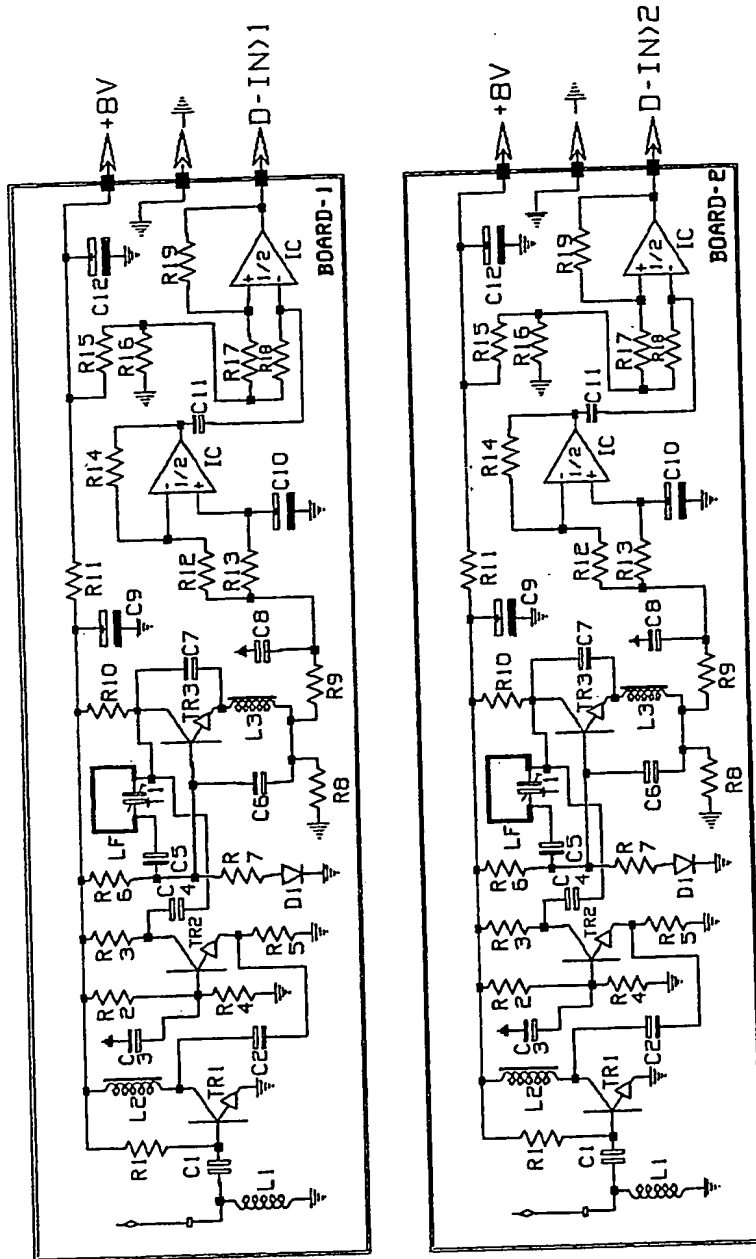 +8V
D-IN>1
BOARD-1
C12
R15
R16
R19
+
1/2
-
IC
R17
R18
C11
R14
-
1/2
+
IC
C10
R11
R12
R13
C9
C8
R10
C7
TR3
L3
R9
LF
T1
C6
R8
C5
R6
R7
D1
C4
R3
TR2
R5
R2
C3
R4
C2
L2
TR1
R1
C1
L1
+8V
D-IN>2
BOARD-2
C12
R15
R16
R19
+
1/2
-
IC
R17
R18
C11
R14
-
1/2
+
IC
C10
R11
R12
R13
C9
C8
R10
C7
TR3
L3
R9
LF
T1
C6
R8
C5
R6
R7
D1
C4
R3
TR2
R5
R2
C3
R4
C2
L2
TR1
R1
C1
L1